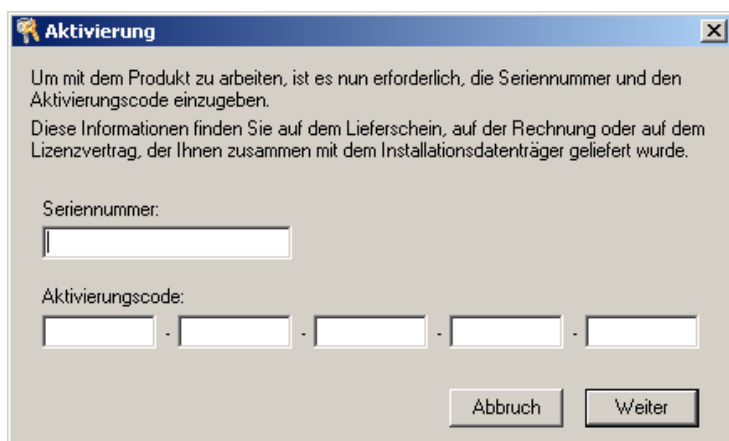 Aktivierung
Um mit dem Produkt zu arbeiten, ist es nun erforderlich, die Seriennummer und den
Aktivierungscode einzugeben.
Diese Informationen finden Sie auf dem Lieferschein, auf der Rechnung oder auf dem
Lizenzvertrag, der Ihnen zusammen mit dem Installationsdatenträger geliefert wurde.
Seriennummer:
Aktivierungscode:
- - - -
Abbruch Weiter